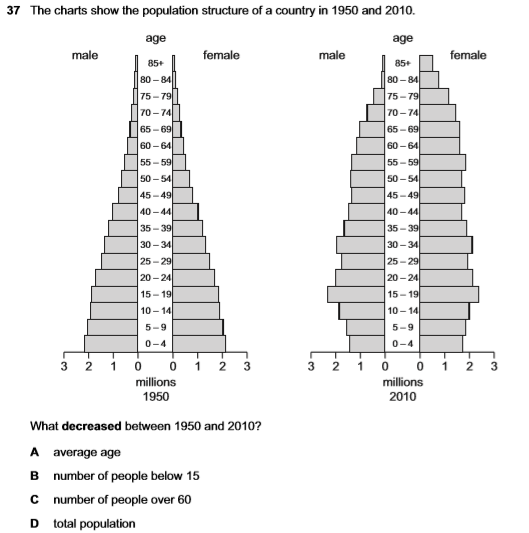 37 The charts show the population structure of a country in 1950 and 2010.
age
male female
85+
80 – 84
75 – 79
70 – 74
65 – 69
60 – 64
55 – 59
50 – 54
45 – 49
40 – 44
35 – 39
30 – 34
25 – 29
20 – 24
15 – 19
10 – 14
5 – 9
0 – 4
3 2 1 0 0 1 2 3
millions
1950
age
male female
85+
80 – 84
75 – 79
70 – 74
65 – 69
60 – 64
55 – 59
50 – 54
45 – 49
40 – 44
35 – 39
30 – 34
25 – 29
20 – 24
15 – 19
10 – 14
5 – 9
0 – 4
3 2 1 0 0 1 2 3
millions
2010
What decreased between 1950 and 2010?
A average age
B number of people below 15
C number of people over 60
D total population